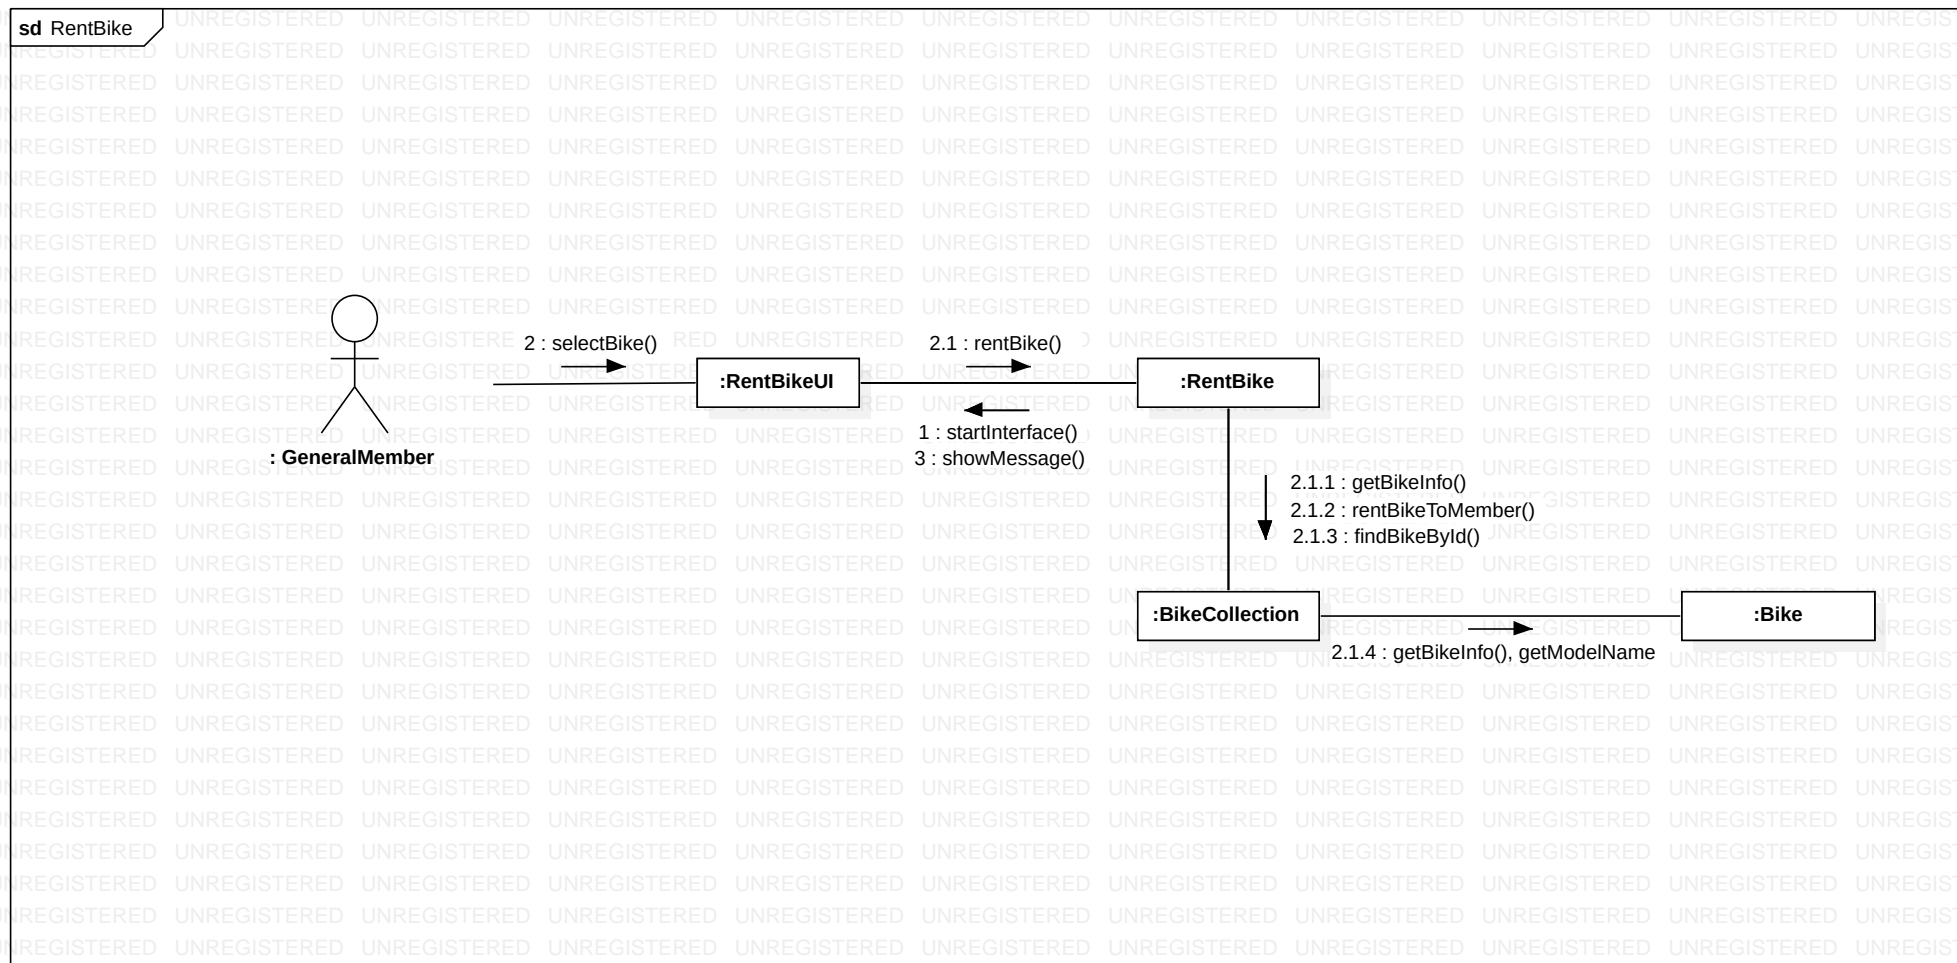 sd RentBike
2 : selectBike()
2.1 : rentBike()
:RentBikeUI
:RentBike
1 : startInterface()
3 : showMessage()
: GeneralMember
2.1.1 : getBikeInfo()
2.1.2 : rentBikeToMember()
2.1.3 : findBikeById()
:BikeCollection
:Bike
2.1.4 : getBikeInfo(), getModelName
UNREGISTERED